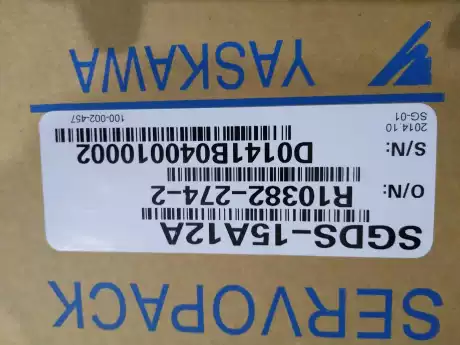 SERVOPACK
SGDS-15A12A
O/N: R10382-274-2
S/N: D0141B040010002
2014.10
SG-01
100-002-457
YASKAWA